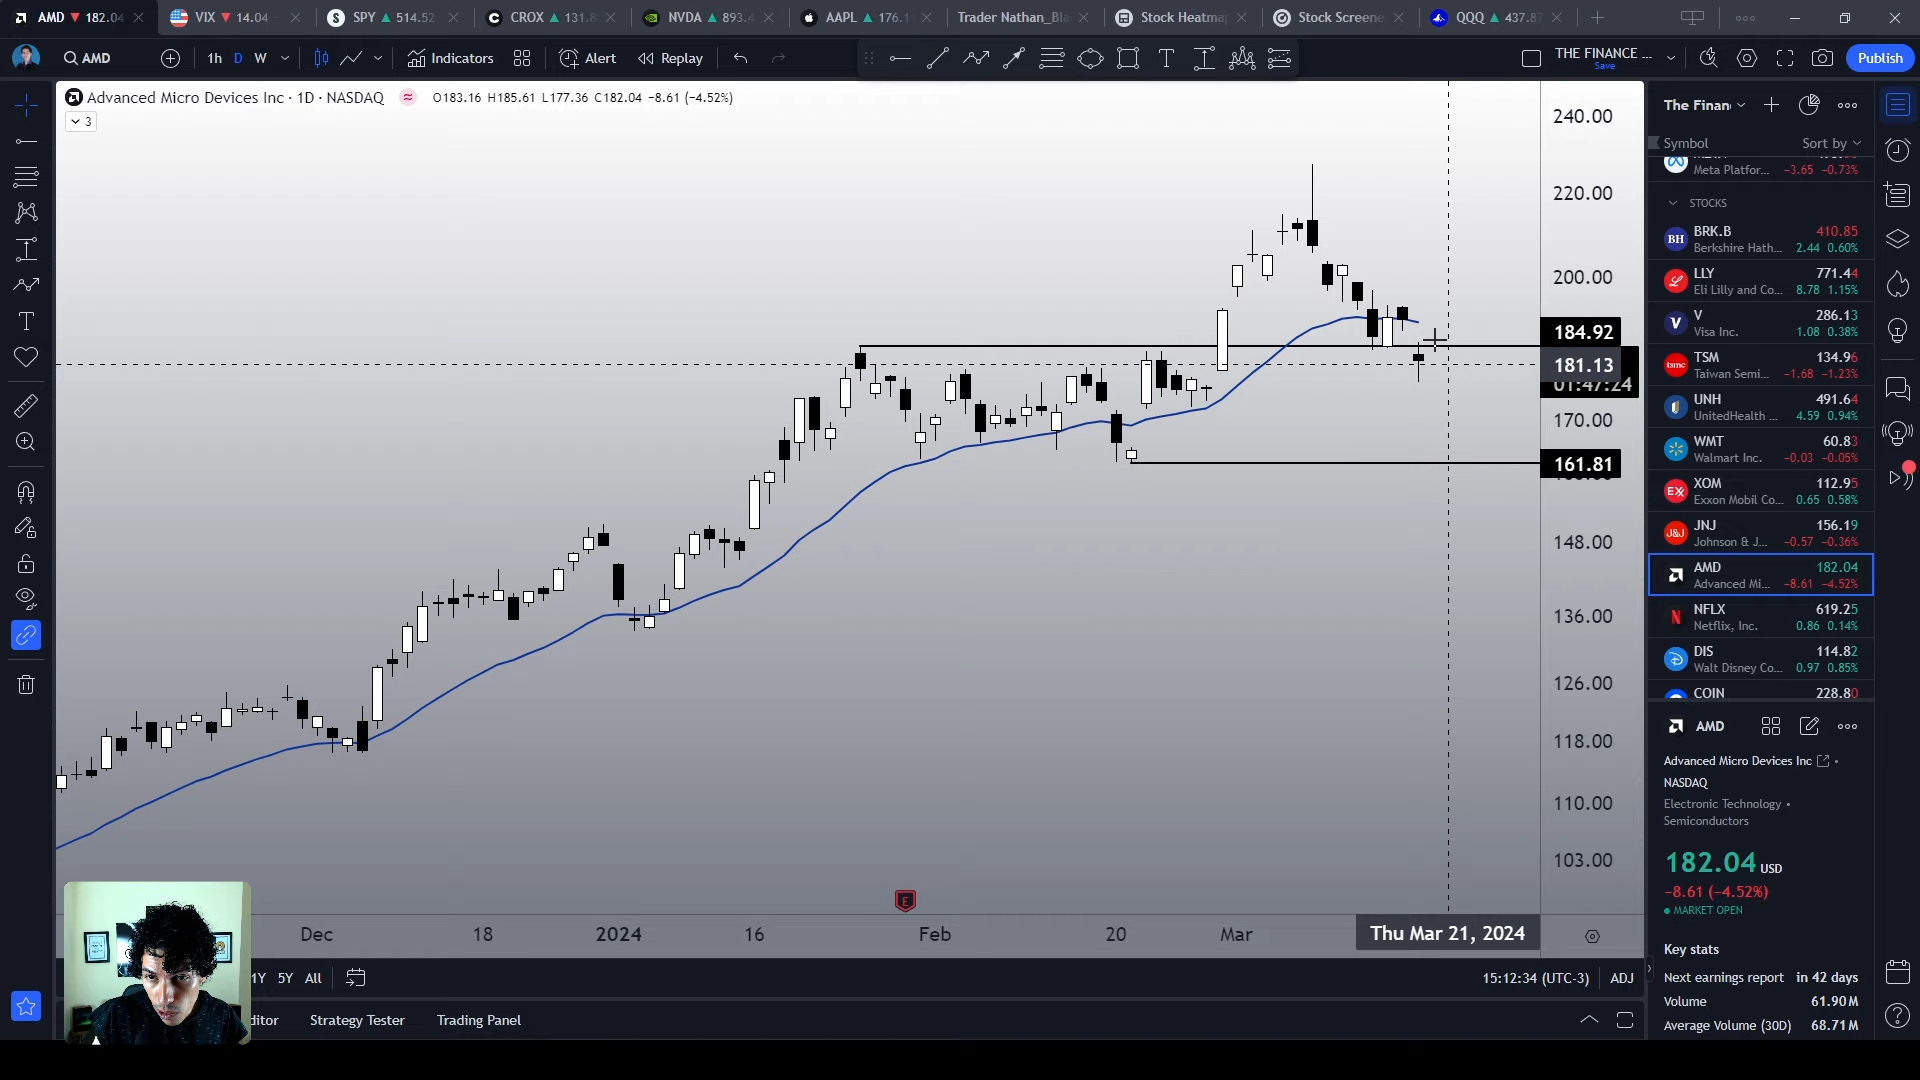 AMD ▼ 182.04
VIX ▼ 14.04
SPY ▲ 514.52
CROX ▲ 131.8
NVDA ▲ 893.4
AAPL ▲ 176.1
Trader Nathan_Bla
Stock Heatma
Stock Screene
QQQ ▲ 437.87
AMD
1h D W
Indicators
Alert
Replay
THE FINANCE ...
Save
Publish
Advanced Micro Devices Inc · 1D · NASDAQ
O183.16 H185.61 L177.36 C182.04 −8.61 (−4.52%)
3
240.00
220.00
200.00
184.92
181.13
01:47:24
170.00
161.81
148.00
136.00
126.00
118.00
110.00
103.00
E
Dec 18 2024 16 Feb 20 Mar
Thu Mar 21, 2024
1Y 5Y All
15:12:34 (UTC-3) ADJ
ditor
Strategy Tester
Trading Panel
The Finan
Symbol
Sort by
Meta Platfor... −3.65 −0.73%
STOCKS
BH
BRK.B 410.85
Berkshire Hath... 2.44 0.60%
LLY 771.44
Eli Lilly and Co... 8.78 1.15%
V
V 286.13
Visa Inc. 1.08 0.38%
tsmc
TSM 134.96
Taiwan Semi... −1.68 −1.23%
UNH 491.64
UnitedHealth ... 4.59 0.94%
WMT 60.83
Walmart Inc. −0.03 −0.05%
XOM 112.95
Exxon Mobil Co... 0.65 0.58%
J&J
JNJ 156.19
Johnson & J... −0.57 −0.36%
AMD 182.04
Advanced Mi... −8.61 −4.52%
N
NFLX 619.25
Netflix, Inc. 0.86 0.14%
DIS 114.82
Walt Disney Co... 0.97 0.85%
COIN 228.80
AMD
Advanced Micro Devices Inc •
NASDAQ
Electronic Technology •
Semiconductors
182.04 USD
−8.61 (−4.52%)
MARKET OPEN
Key stats
Next earnings report in 42 days
Volume 61.90M
Average Volume (30D) 68.71M